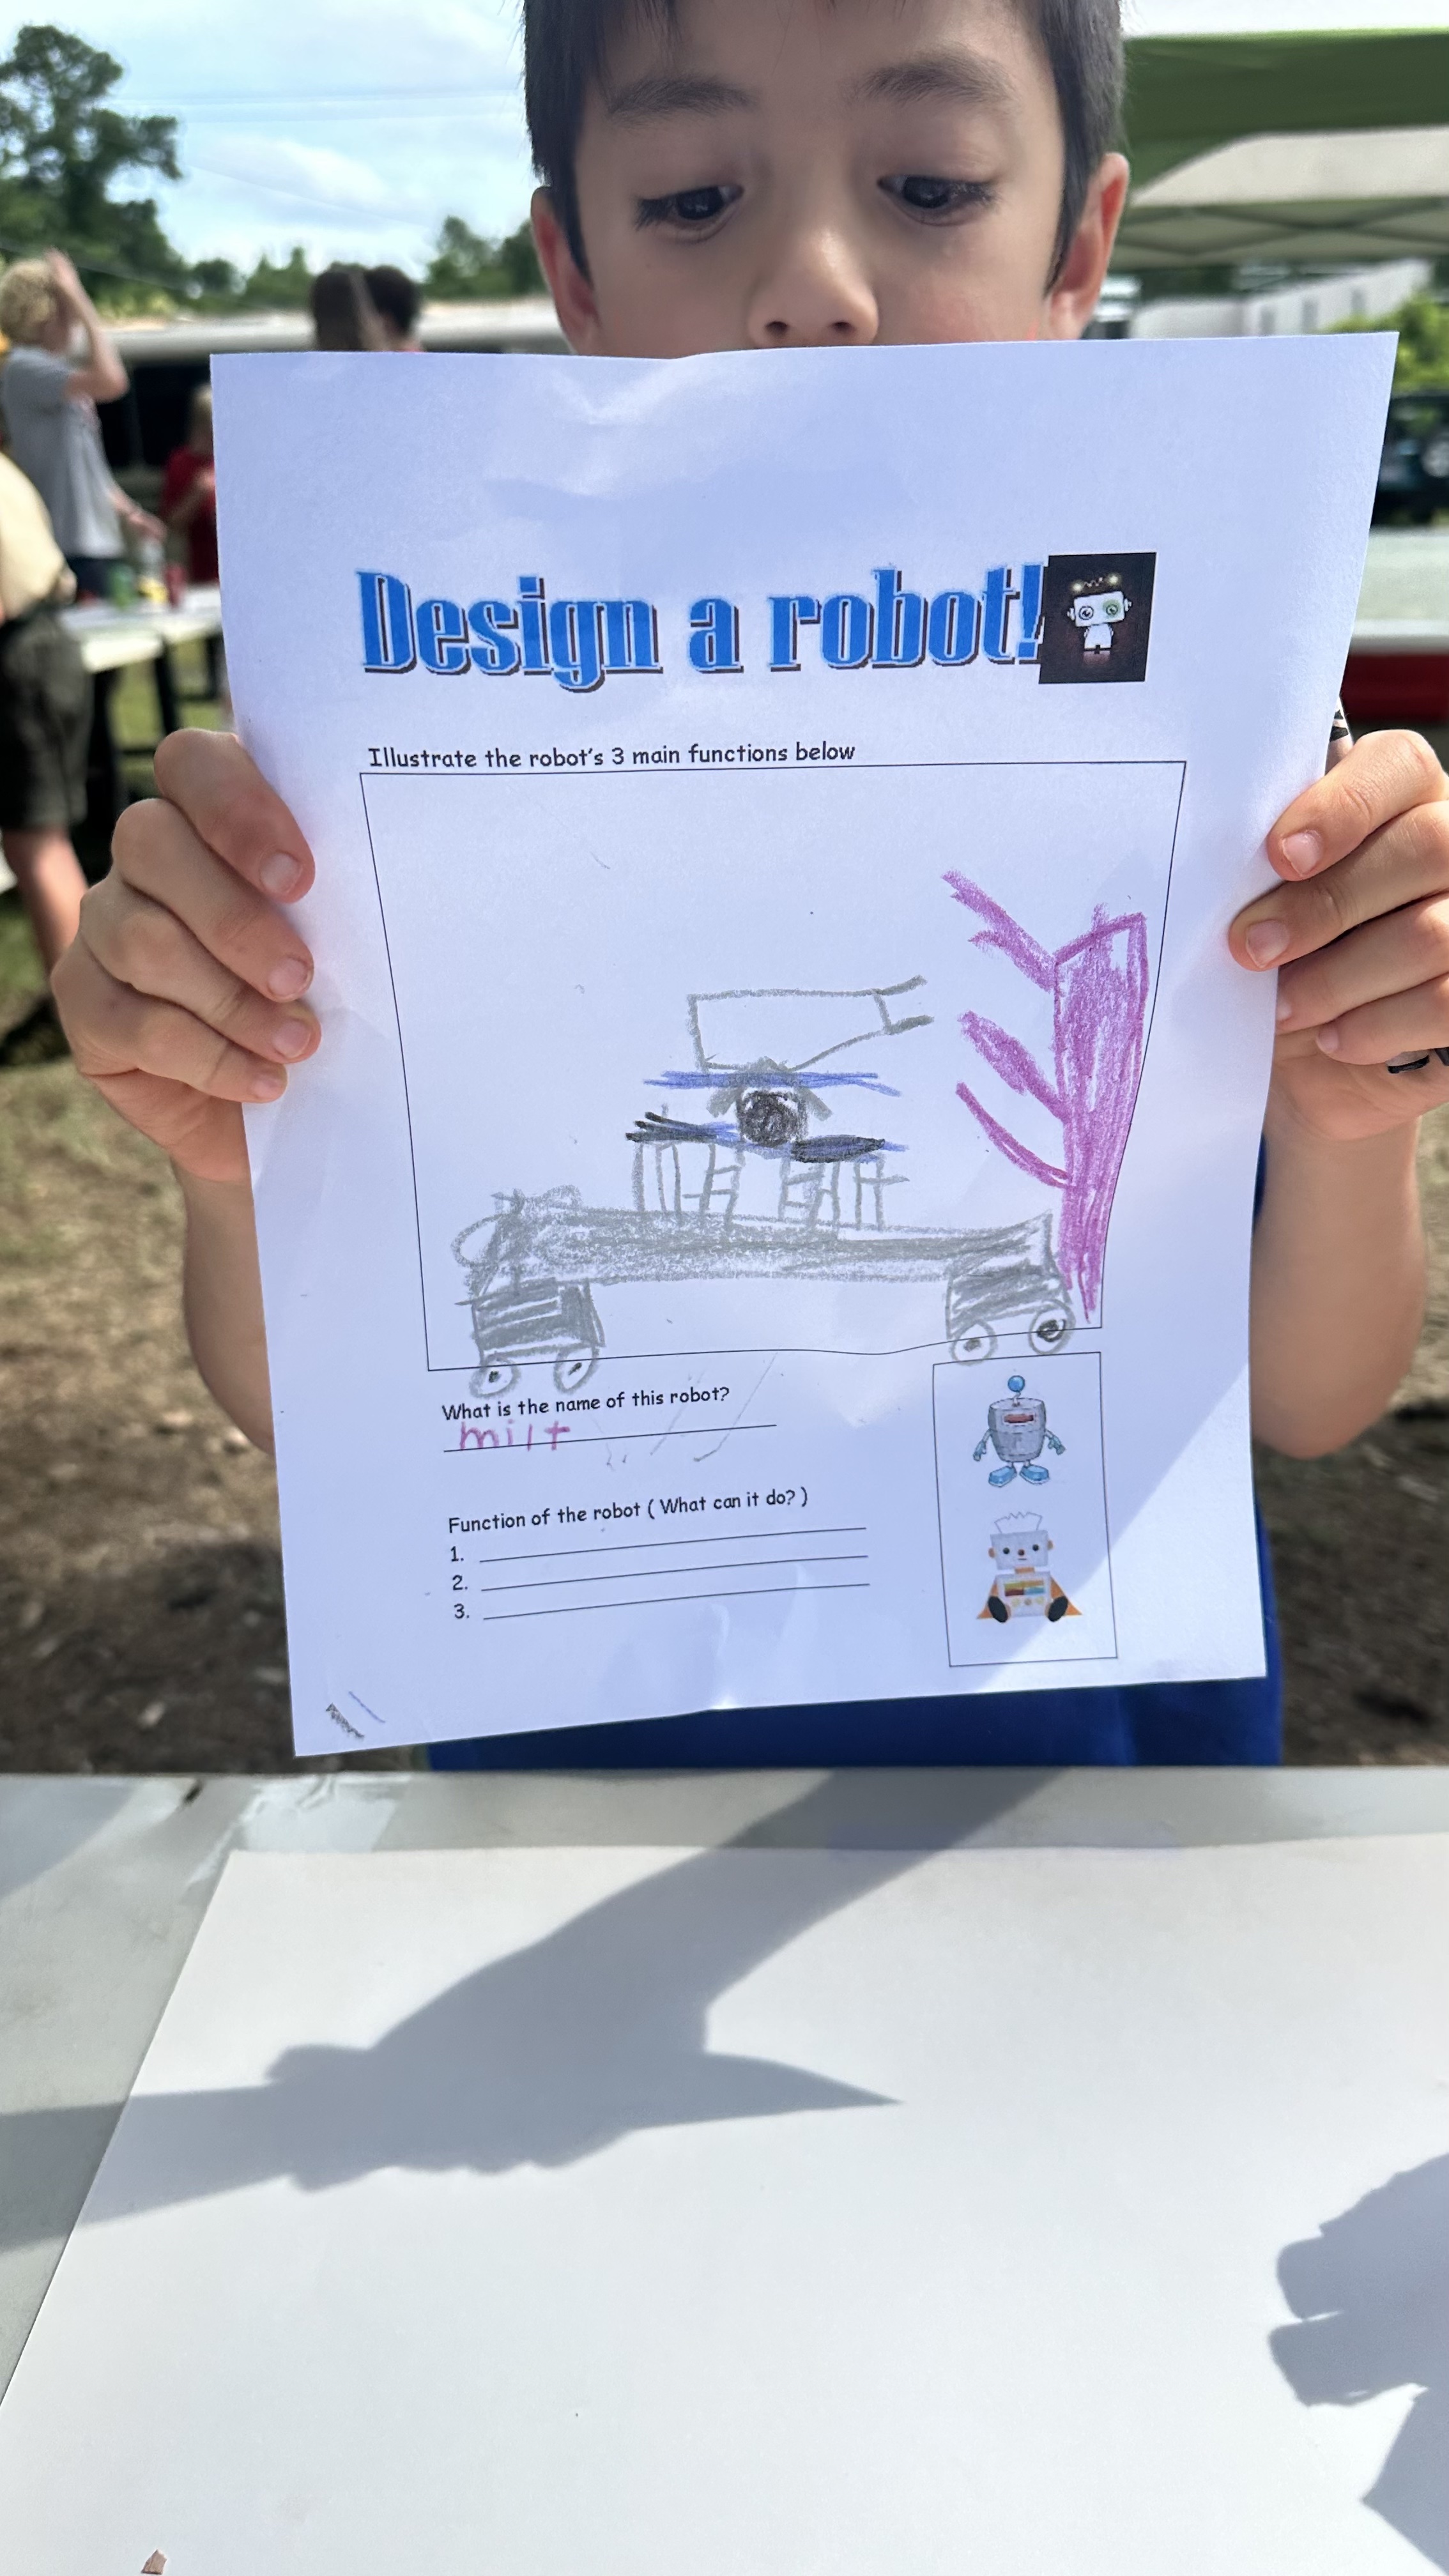 Design a robot!
Illustrate the robot's 3 main functions below
What is the name of this robot?
milt
Function of the robot ( What can it do? )
1.
2.
3.